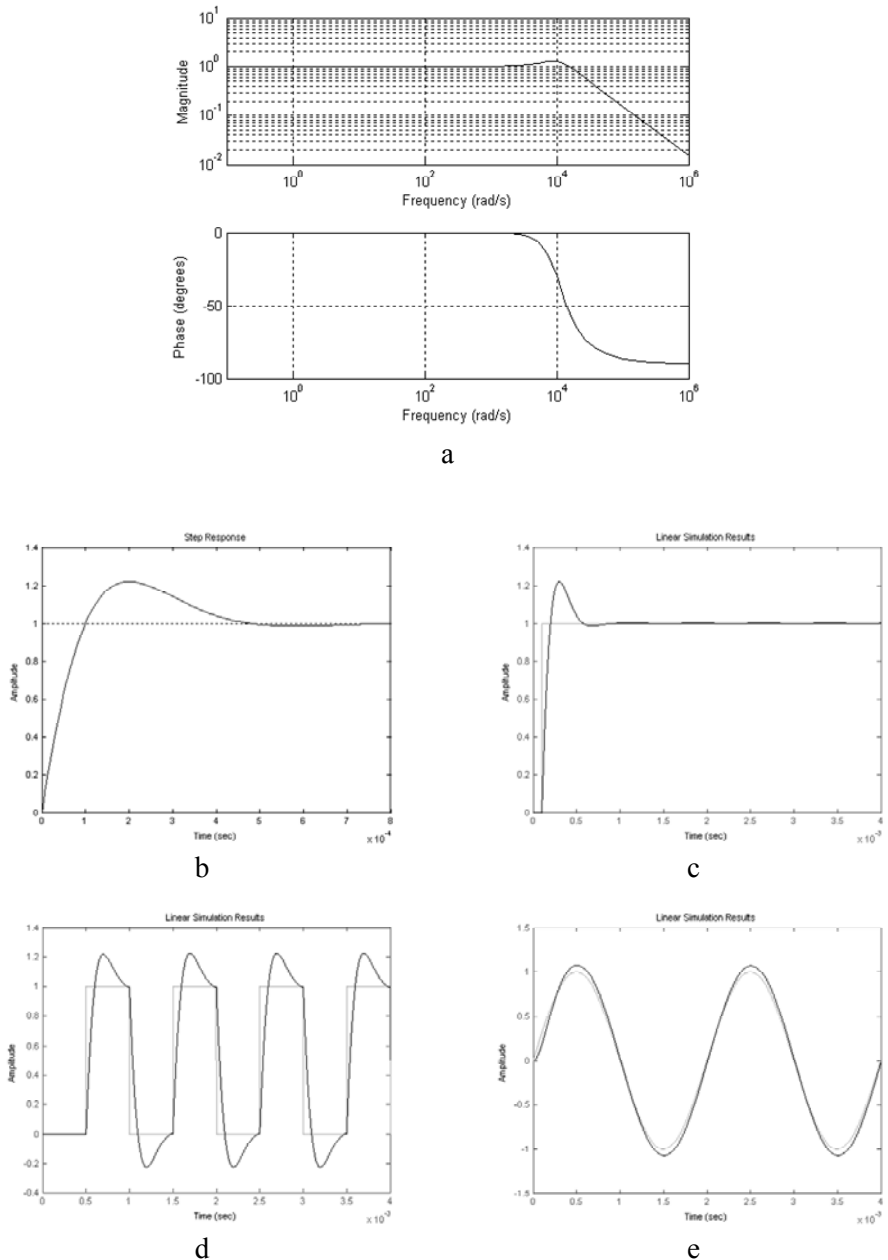 10^1
10^0
10^-1
10^-2
Magnitude
10^0 10^2 10^4 10^6
Frequency (rad/s)
0
-50
-100
Phase (degrees)
10^0 10^2 10^4 10^6
Frequency (rad/s)
a
Step Response
1.4
1.2
1
0.8
0.6
0.4
0.2
0
Amplitude
0 1 2 3 4 5 6 7 8
Time (sec)
x 10^-4
b
Linear Simulation Results
1.4
1.2
1
0.8
0.6
0.4
0.2
0
Amplitude
0 0.5 1 1.5 2 2.5 3 3.5 4
Time (sec)
x 10^-3
c
Linear Simulation Results
1.4
1.2
1
0.8
0.6
0.4
0.2
0
-0.2
-0.4
Amplitude
0 0.5 1 1.5 2 2.5 3 3.5 4
Time (sec)
x 10^-3
d
Linear Simulation Results
1.5
1
0.5
0
-0.5
-1
-1.5
Amplitude
0 0.5 1 1.5 2 2.5 3 3.5 4
Time (sec)
x 10^-3
e